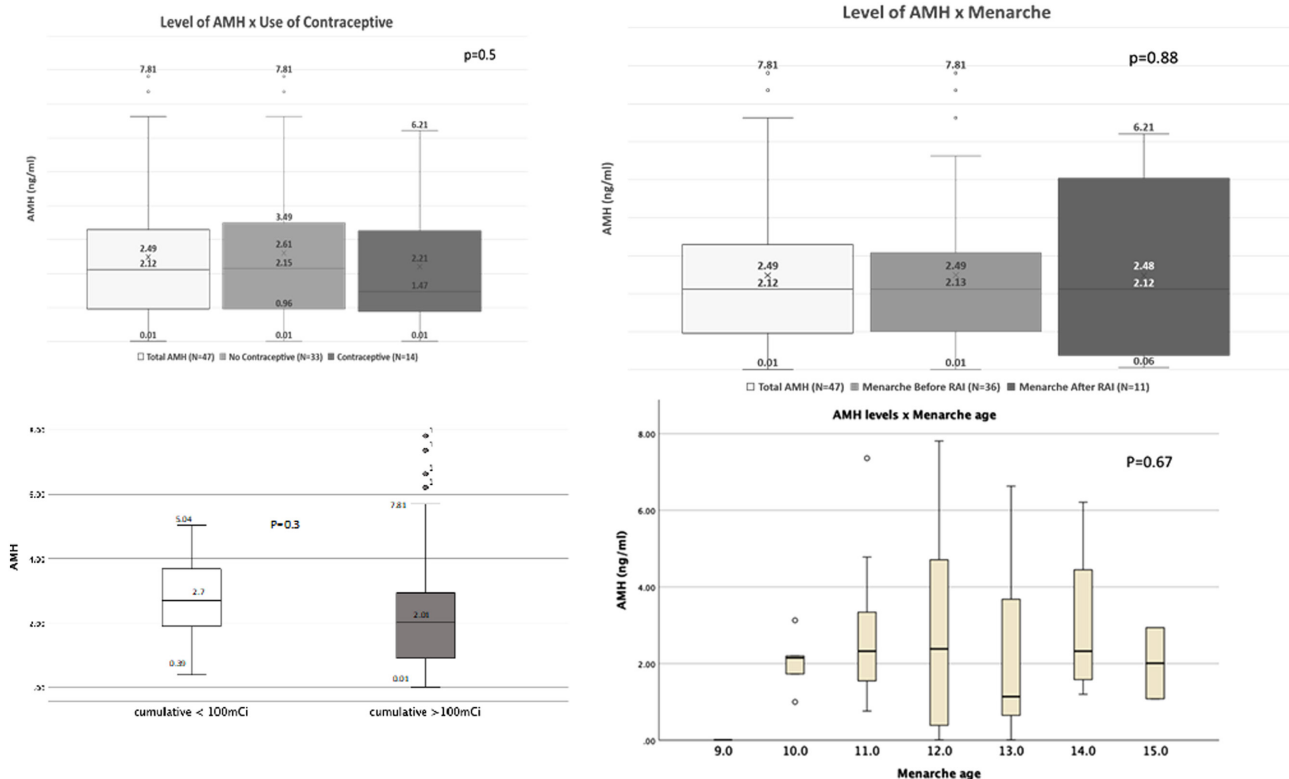 Level of AMH x Use of Contraceptive
p=0.5
7.81
7.81
6.21
AMH (ng/ml)
3.49
2.49
2.61
2.21
2.12
2.15
1.47
0.96
0.01
0.01
0.01
Total AMH (N=47) No Contraceptive (N=33) Contraceptive (N=14)
Level of AMH x Menarche
p=0.88
7.81
7.81
6.21
AMH (ng/ml)
2.49
2.49
2.48
2.12
2.13
2.12
0.01
0.01
0.06
Total AMH (N=47) Menarche Before RAI (N=36) Menarche After RAI (N=11)
7.81
5.04
P=0.3
AMH
2.7
2.01
0.39
0.01
cumulative < 100mCi
cumulative >100mCi
AMH levels x Menarche age
8.00
P=0.67
6.00
AMH (ng/ml)
4.00
2.00
.00
9.0 10.0 11.0 12.0 13.0 14.0 15.0
Menarche age